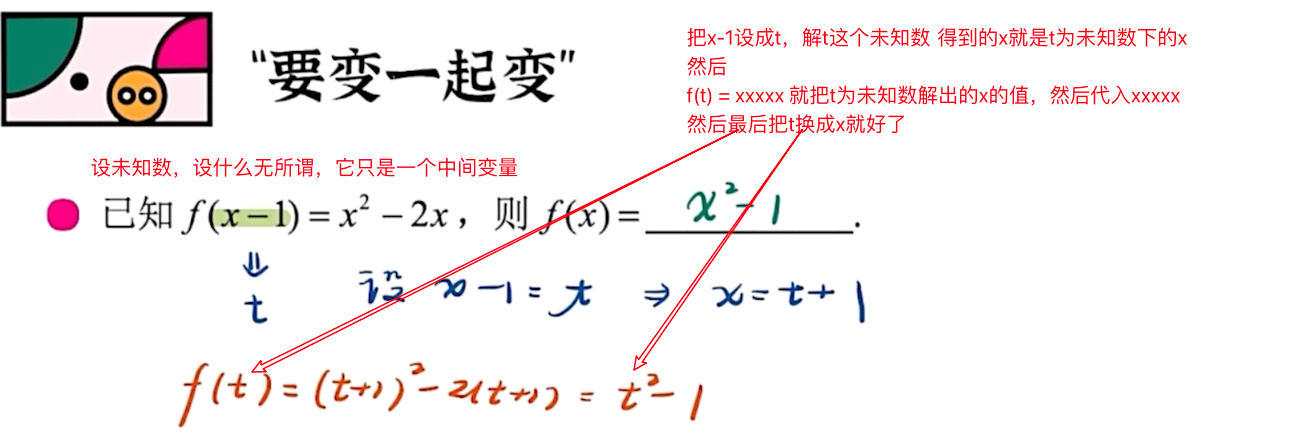 “要变一起变”
把x-1设成t，解t这个未知数 得到的x就是t为未知数下的x
然后
f(t) = xxxxx 就把t为未知数解出的x的值，然后代入xxxxx
然后最后把t换成x就好了
设未知数，设什么无所谓，它只是一个中间变量
已知 f(x−1) = x² − 2x，则 f(x) = x²-1.
⇓
t
设 x-1=t ⇒ x=t+1
f(t)=(t+1)²-2(t+1)=t²-1